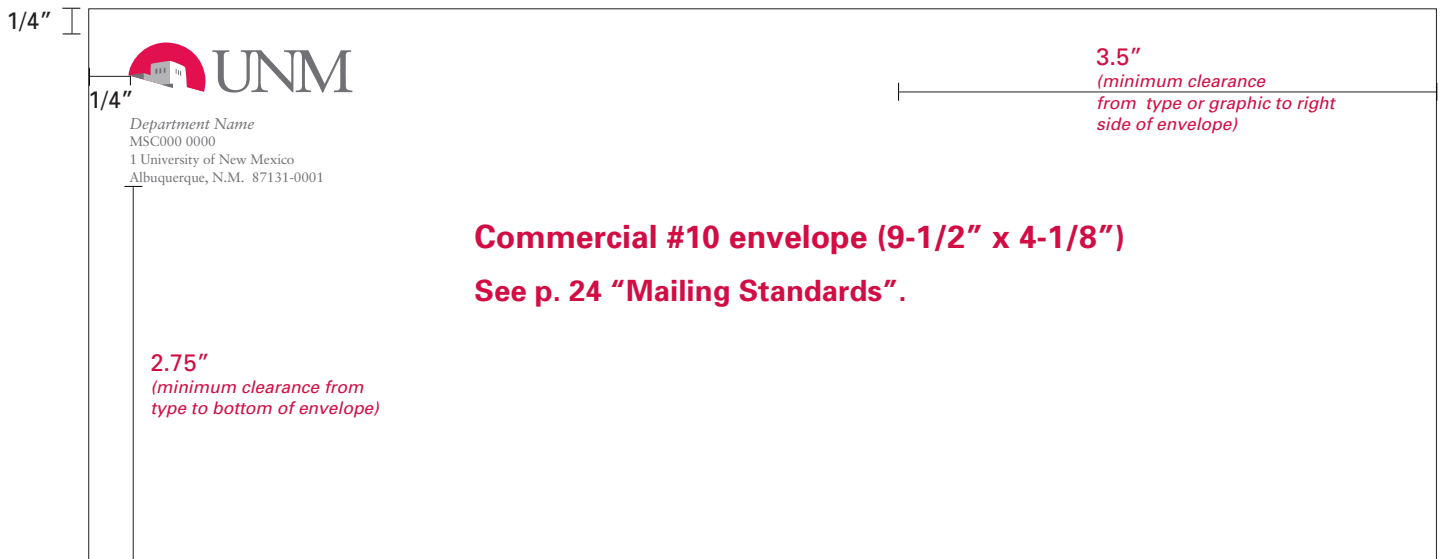 1/4”
UNM
3.5”
(minimum clearance
from type or graphic to right
side of envelope)
1/4”
Department Name
MSC000 0000
1 University of New Mexico
Albuquerque, N.M. 87131-0001
Commercial #10 envelope (9-1/2” x 4-1/8”)
See p. 24 “Mailing Standards”.
2.75”
(minimum clearance from
type to bottom of envelope)